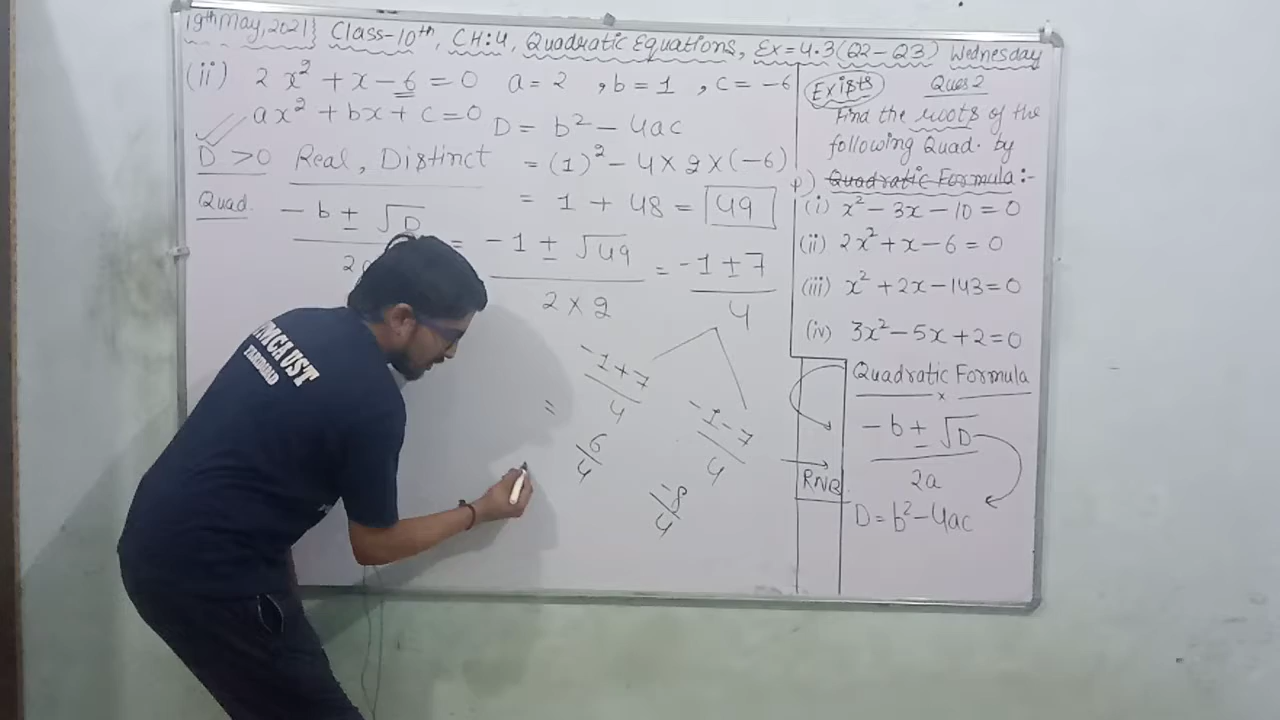 19th May, 2021} Class-10th, CH:4, Quadratic Equations, Ex=4.3(Q2-Q3) Wednesday
(ii) 2x² + x - 6 = 0 a = 2 , b = 1 , c = -6
ax² + bx + c = 0
D = b² - 4ac
D > 0 Real, Distinct
= (1)² - 4 × 2 × (-6)
= 1 + 48 = 49
Quad.
-b ± √D
= -1 ± √49 / 2 × 2 = -1 ± 7 / 4
-1+7 / 4
-1-7 / 4
=
6/4
-8/4
Exists
Ques 2
Find the roots of the
following Quad. by
Quadratic Formula:-
(i) x² - 3x - 10 = 0
(ii) 2x² + x - 6 = 0
(iii) x² + 2x - 143 = 0
(iv) 3x² - 5x + 2 = 0
Quadratic Formula
x
-b ± √D
2a
RNQ
D = b² - 4ac
MCA UST
FARIDABAD